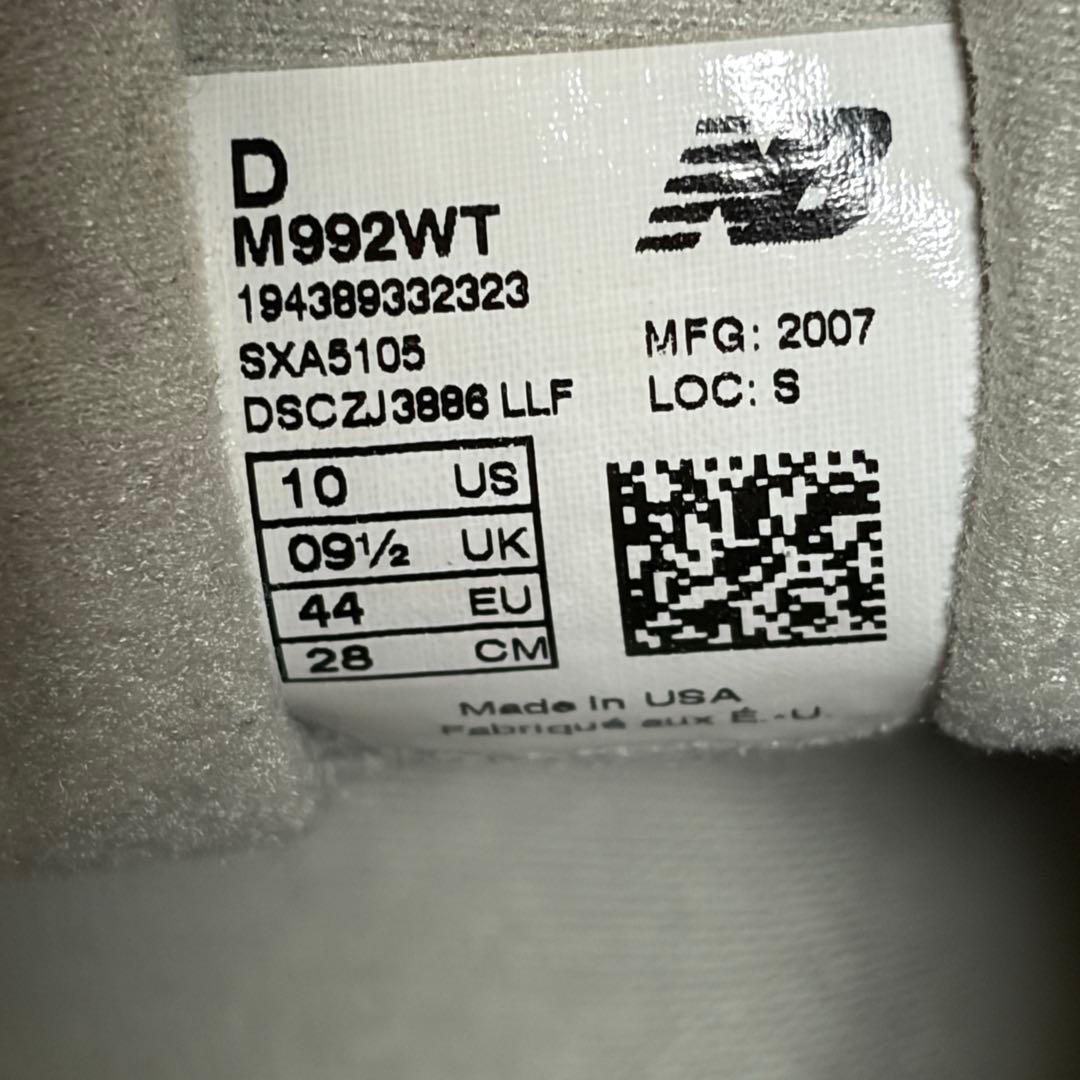 D
M992WT
194389332323
SXA5105
DSCZJ3886 LLF
NB
MFG: 2007
LOC: S
10 US
09½ UK
44 EU
28 CM
Made in USA
Fabriqué aux É.-U.